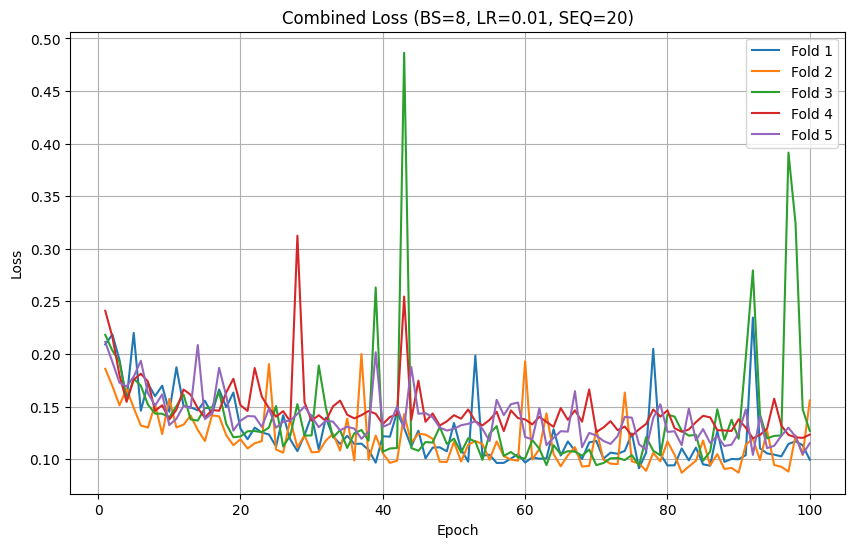 Combined Loss (BS=8, LR=0.01, SEQ=20)
0.50
0.45
0.40
0.35
0.30
0.25
0.20
0.15
0.10
Loss
Fold 1
Fold 2
Fold 3
Fold 4
Fold 5
0
20
40
60
80
100
Epoch